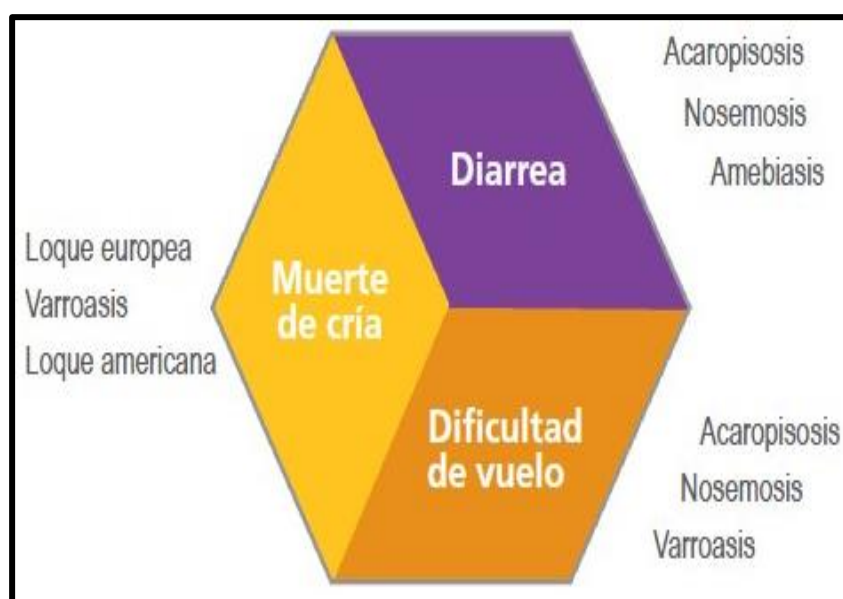 Acaropisosis
Nosemosis
Amebiasis
Diarrea
Loque europea
Varroasis
Loque americana
Muerte
de cría
Dificultad
de vuelo
Acaropisosis
Nosemosis
Varroasis